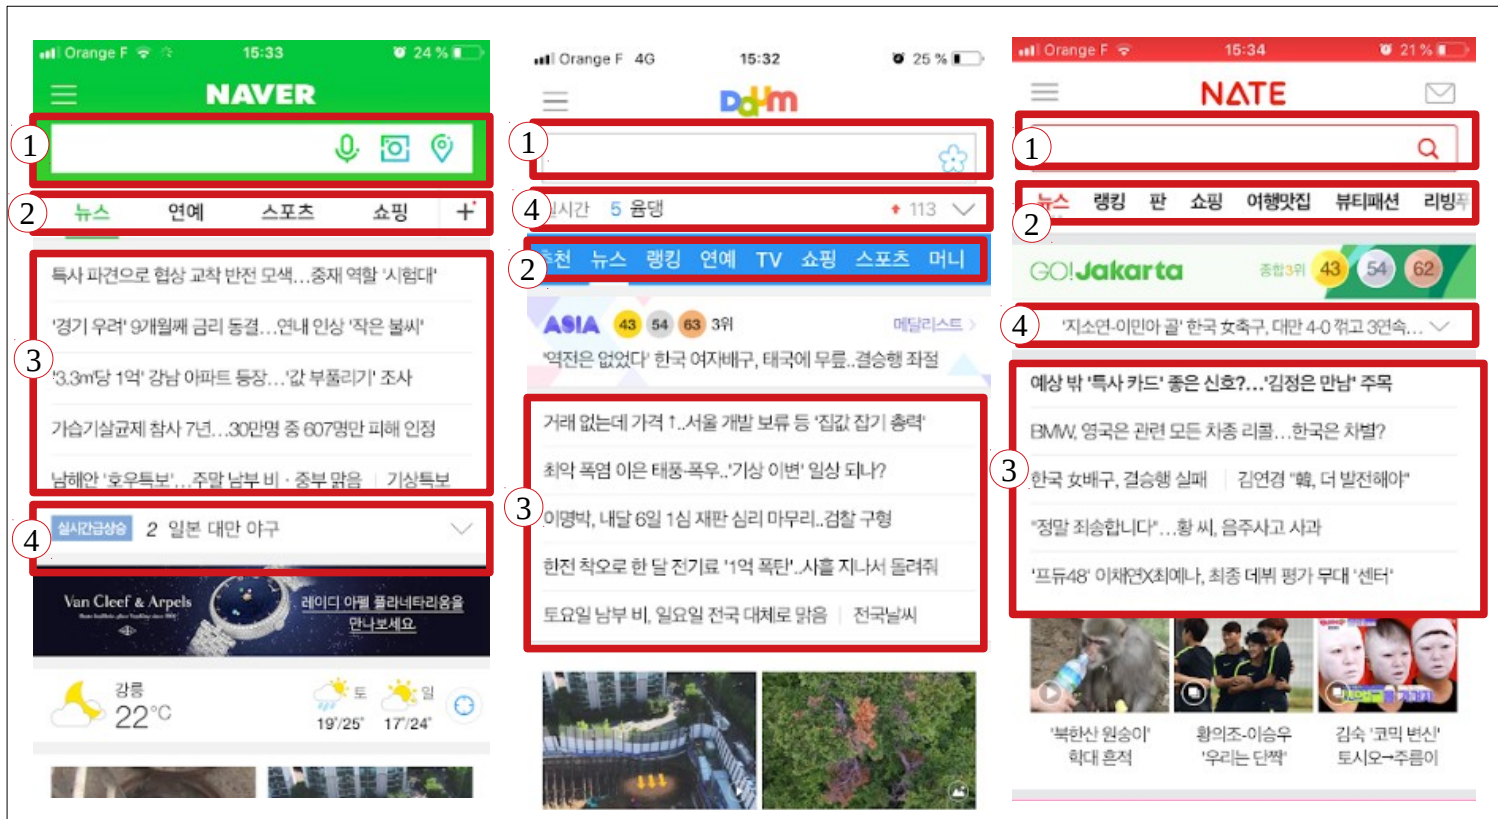 Orange F 15:33 24 %
NAVER
1
2 뉴스 연예 스포츠 쇼핑 +
특사 파견으로 협상 교착 반전 모색…중재 역할 '시험대'
'경기 우려' 9개월째 금리 동결…연내 인상 '작은 불씨'
3
'3.3㎡당 1억' 강남 아파트 등장…'값 부풀리기' 조사
가습기살균제 참사 7년…30만명 중 607명만 피해 인정
남해안 '호우특보'…주말 남부 비·중부 맑음 | 기상특보
4 실시간급상승 2 일본 대만 야구
Van Cleef & Arpels
레이디 아펠 플라네타리움을
만나보세요
강릉
22°C
토 19°/25°
일 17°/24°
Orange F 4G 15:32 25 %
Daum
1
4 시간 5 윤댕 113
2 천 뉴스 랭킹 연예 TV 쇼핑 스포츠 머니
ASIA 43 54 63 3위 메달리스트 >
'역전은 없었다' 한국 여자배구, 태국에 무릎..결승행 좌절
거래 없는데 가격↑..서울 개발 보류 등 '집값 잡기 총력'
최악 폭염 이은 태풍·폭우..'기상 이변' 일상 되나?
3
이명박, 내달 6일 1심 재판 심리 마무리..검찰 구형
한전 착오로 한 달 전기료 '1억 폭탄'..사흘 지나서 돌려줘
토요일 남부 비, 일요일 전국 대체로 맑음 | 전국날씨
Orange F 15:34 21 %
NATE
1
2 뉴스 랭킹 판 쇼핑 여행맛집 뷰티패션 리빙푸
GO!Jakarta 종합3위 43 54 62
4 '지소연-이민아 골' 한국 女축구, 대만 4-0 꺾고 3연속…
예상 밖 '특사 카드' 좋은 신호?…'김정은 만남' 주목
BMW, 영국은 관련 모든 차종 리콜…한국은 차별?
3
한국 女배구, 결승행 실패 | 김연경 "韓, 더 발전해야"
"정말 죄송합니다"…황 씨, 음주사고 사과
'프듀48' 이채연X최예나, 최종 데뷔 평가 무대 '센터'
'북한산 원숭이'
학대 흔적
황의조-이승우
'우리는 단짝'
김숙 '코믹 변신'
토시오→주름이